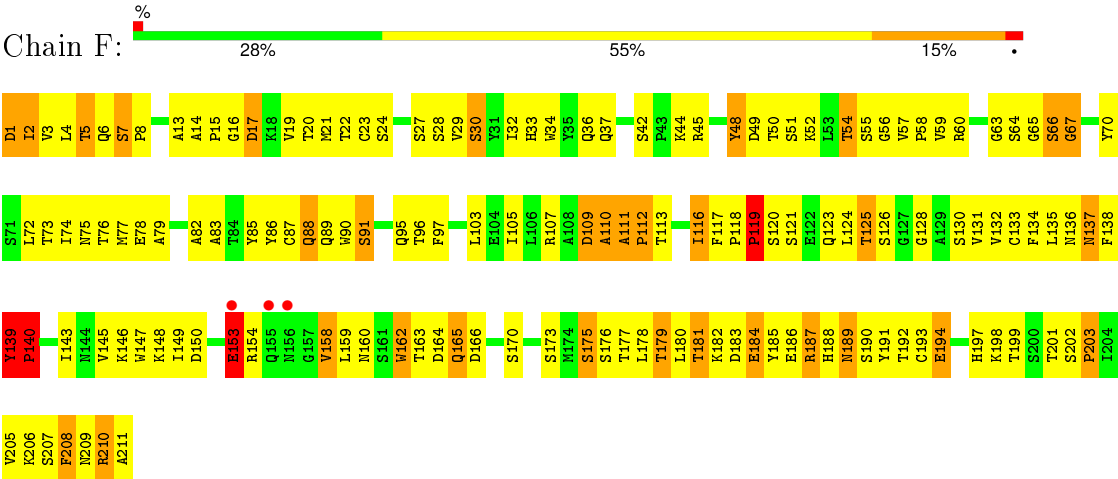 %
Chain F:
28% 55% 15% •
D1 I2 V3 L4 T5 Q6 S7 P8 A13 A14 P15 G16 D17 K18 V19 T20 M21 T22 C23 S24 S27 S28 V29 S30 Y31 I32 H33 W34 Y35 Q36 Q37 S42 P43 K44 R45 Y48 D49 T50 S51 K52 L53 T54 S55 G56 V57 P58 V59 R60 G63 S64 G65 S66 G67 Y70
S71 L72 T73 I74 N75 T76 M77 E78 A79 A82 A83 T84 Y85 Y86 C87 Q88 Q89 W90 S91 Q95 T96 F97 L103 E104 I105 L106 R107 A108 D109 A110 A111 P112 T113 I116 F117 P118 P119 S120 S121 E122 Q123 L124 T125 S126 G127 G128 A129 S130 V131 V132 C133 F134 L135 N136 N137 F138
Y139 P140 I143 N144 V145 K146 W147 K148 I149 D150 E153 R154 Q155 N156 G157 V158 L159 N160 S161 W162 T163 D164 Q165 D166 S170 S173 M174 S175 S176 T177 L178 T179 L180 T181 K182 D183 E184 Y185 E186 R187 H188 N189 S190 Y191 T192 C193 E194 H197 K198 T199 S200 T201 S202 P203 I204
V205 K206 S207 F208 N209 R210 A211